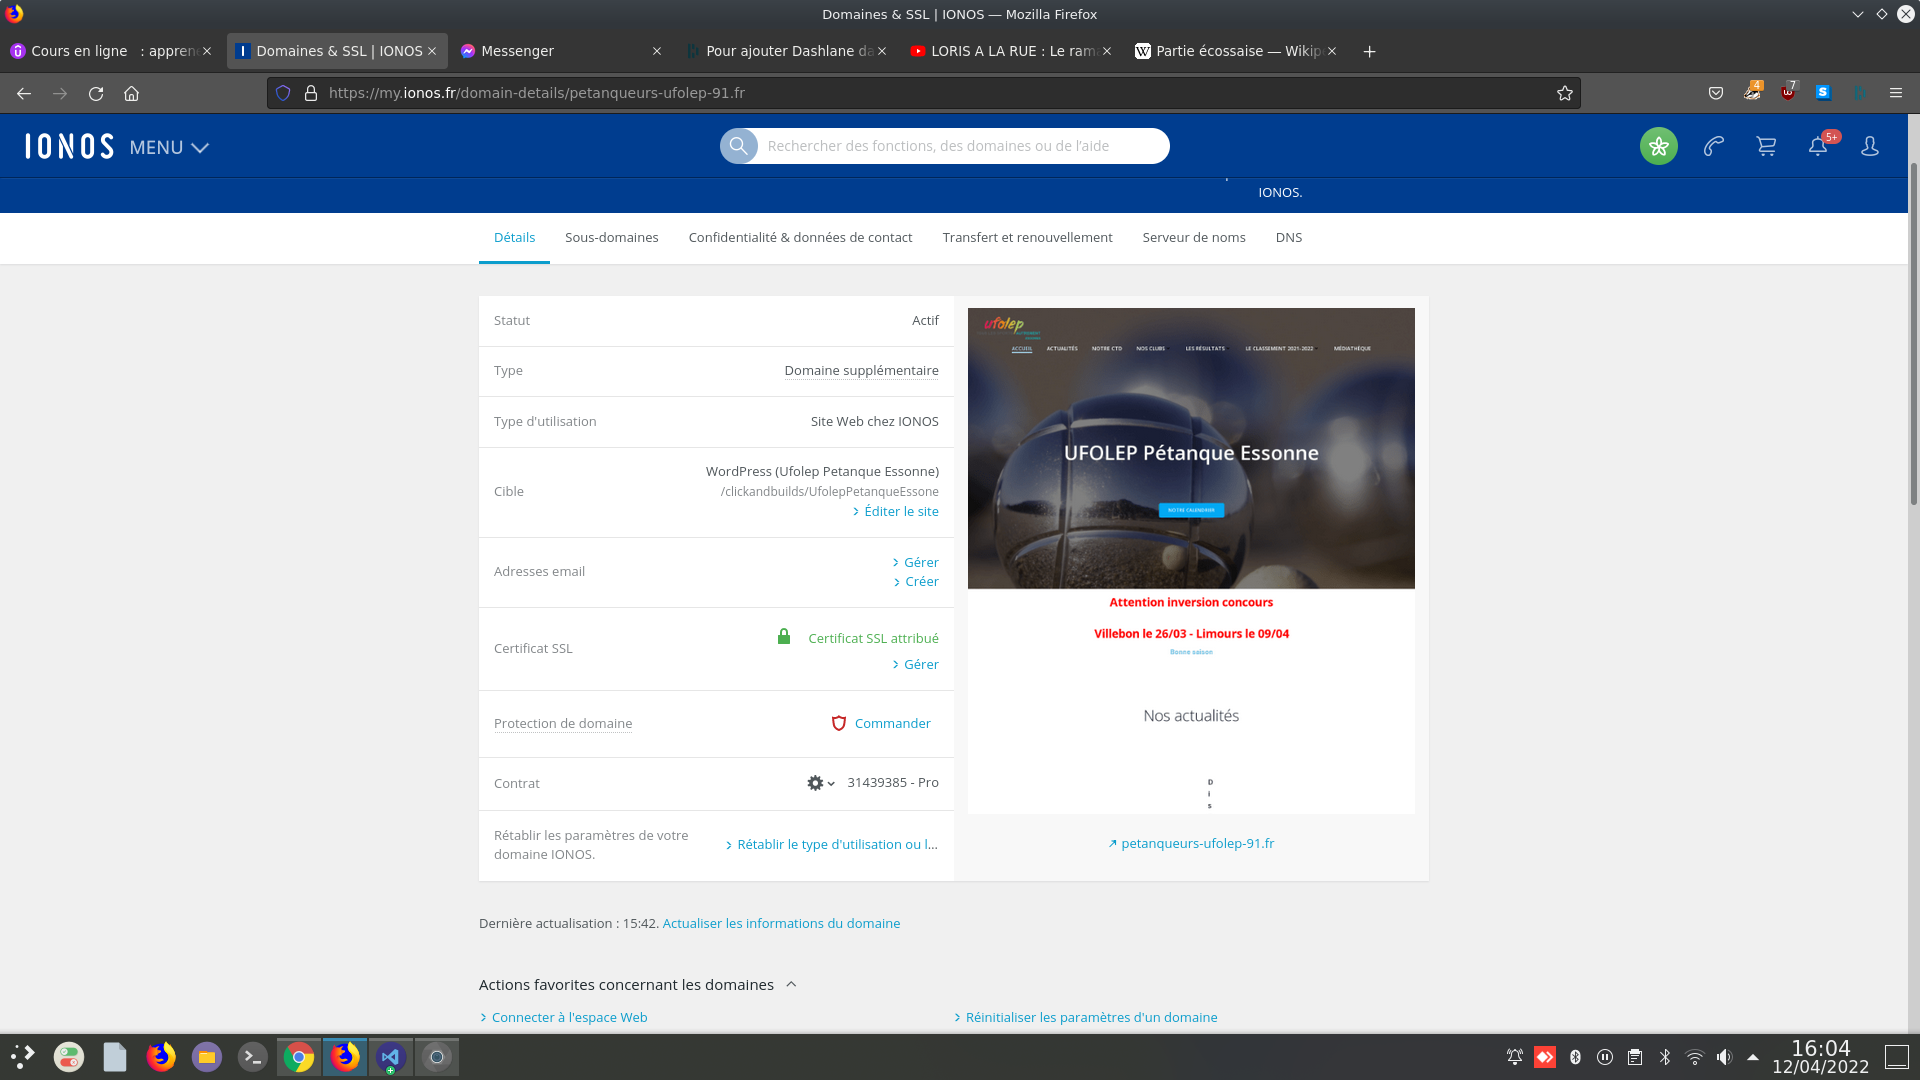 Domaines & SSL | IONOS — Mozilla Firefox
Cours en ligne : appren
Domaines & SSL | IONOS
Messenger
Pour ajouter Dashlane da
LORIS A LA RUE : Le ram
Partie écossaise — Wikip
https://my.ionos.fr/domain-details/petanqueurs-ufolep-91.fr
4
7
IONOS MENU
Rechercher des fonctions, des domaines ou de l’aide
5+
IONOS.
Détails Sous-domaines Confidentialité & données de contact Transfert et renouvellement Serveur de noms DNS
Statut Actif
Type Domaine supplémentaire
Type d'utilisation Site Web chez IONOS
Cible
WordPress (Ufolep Petanque Essonne)
/clickandbuilds/UfolepPetanqueEssone
Éditer le site
Adresses email
Gérer
Créer
Certificat SSL
Certificat SSL attribué
Gérer
Protection de domaine Commander
Contrat 31439385 - Pro
Rétablir les paramètres de votre
domaine IONOS.
Rétablir le type d'utilisation ou l...
ufolep
ACCUEIL ACTUALITÉS NOTRE CTD NOS CLUBS LES RÉSULTATS LE CLASSEMENT 2021-2022 MÉDIATHÈQUE
UFOLEP Pétanque Essonne
NOTRE CALENDRIER
Attention inversion concours
Villebon le 26/03 - Limours le 09/04
Bonne saison
Nos actualités
D
i
s
petanqueurs-ufolep-91.fr
Dernière actualisation : 15:42. Actualiser les informations du domaine
Actions favorites concernant les domaines
Connecter à l'espace Web
Réinitialiser les paramètres d'un domaine
16:04
12/04/2022